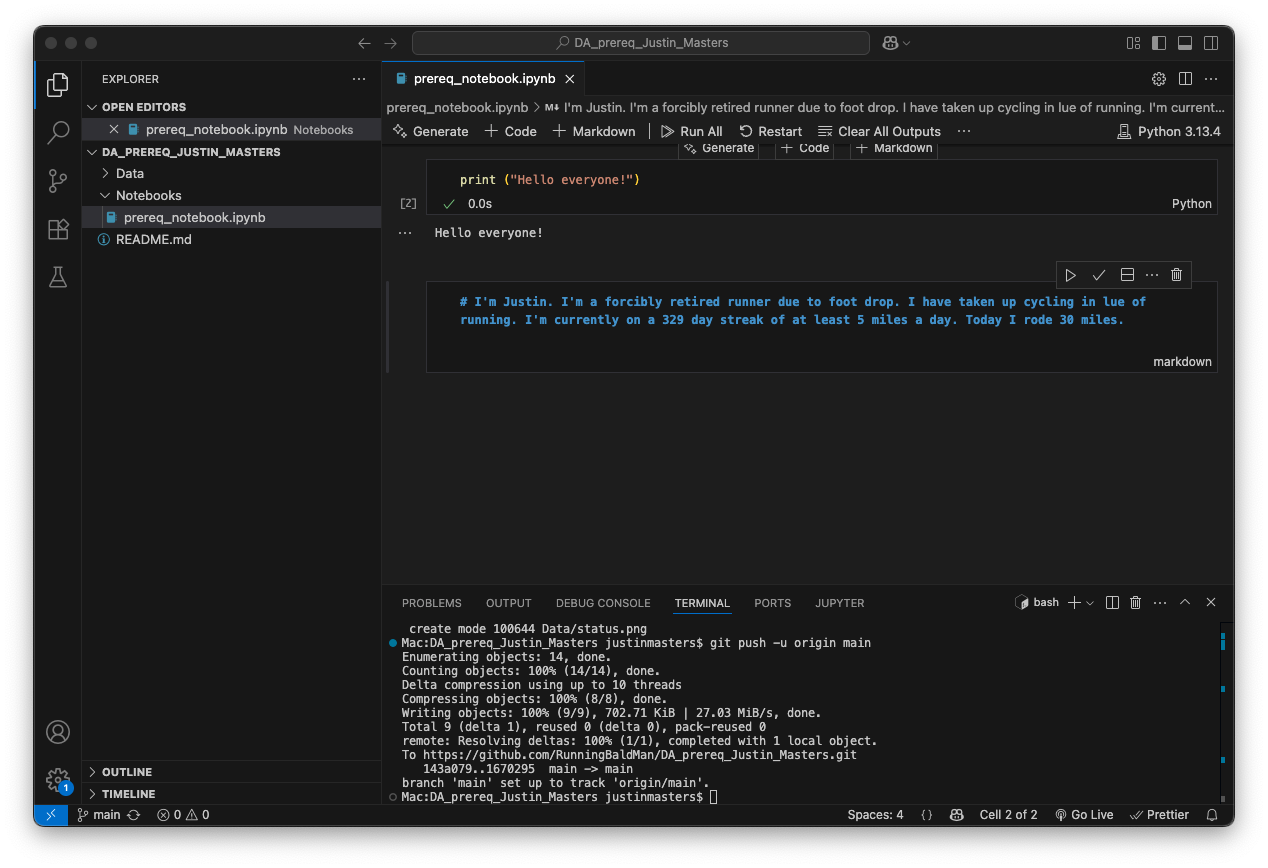 DA_prereq_Justin_Masters
EXPLORER
OPEN EDITORS
prereq_notebook.ipynb Notebooks
DA_PREREQ_JUSTIN_MASTERS
Data
Notebooks
prereq_notebook.ipynb
README.md
OUTLINE
TIMELINE
prereq_notebook.ipynb
prereq_notebook.ipynb > M↓ I'm Justin. I'm a forcibly retired runner due to foot drop. I have taken up cycling in lue of running. I'm current...
Generate + Code + Markdown | Run All Restart Clear All Outputs ... Python 3.13.4
Generate + Code + Markdown
print ("Hello everyone!")
[2] 0.0s Python
Hello everyone!
# I'm Justin. I'm a forcibly retired runner due to foot drop. I have taken up cycling in lue of
running. I'm currently on a 329 day streak of at least 5 miles a day. Today I rode 30 miles.
markdown
PROBLEMS OUTPUT DEBUG CONSOLE TERMINAL PORTS JUPYTER bash
create mode 100644 Data/status.png
Mac:DA_prereq_Justin_Masters justinmasters$ git push -u origin main
Enumerating objects: 14, done.
Counting objects: 100% (14/14), done.
Delta compression using up to 10 threads
Compressing objects: 100% (8/8), done.
Writing objects: 100% (9/9), 702.71 KiB | 27.03 MiB/s, done.
Total 9 (delta 1), reused 0 (delta 0), pack-reused 0
remote: Resolving deltas: 100% (1/1), completed with 1 local object.
To https://github.com/RunningBaldMan/DA_prereq_Justin_Masters.git
143a079..1670295 main -> main
branch 'main' set up to track 'origin/main'.
Mac:DA_prereq_Justin_Masters justinmasters$
1
main 0 0 Spaces: 4 {} Cell 2 of 2 Go Live Prettier